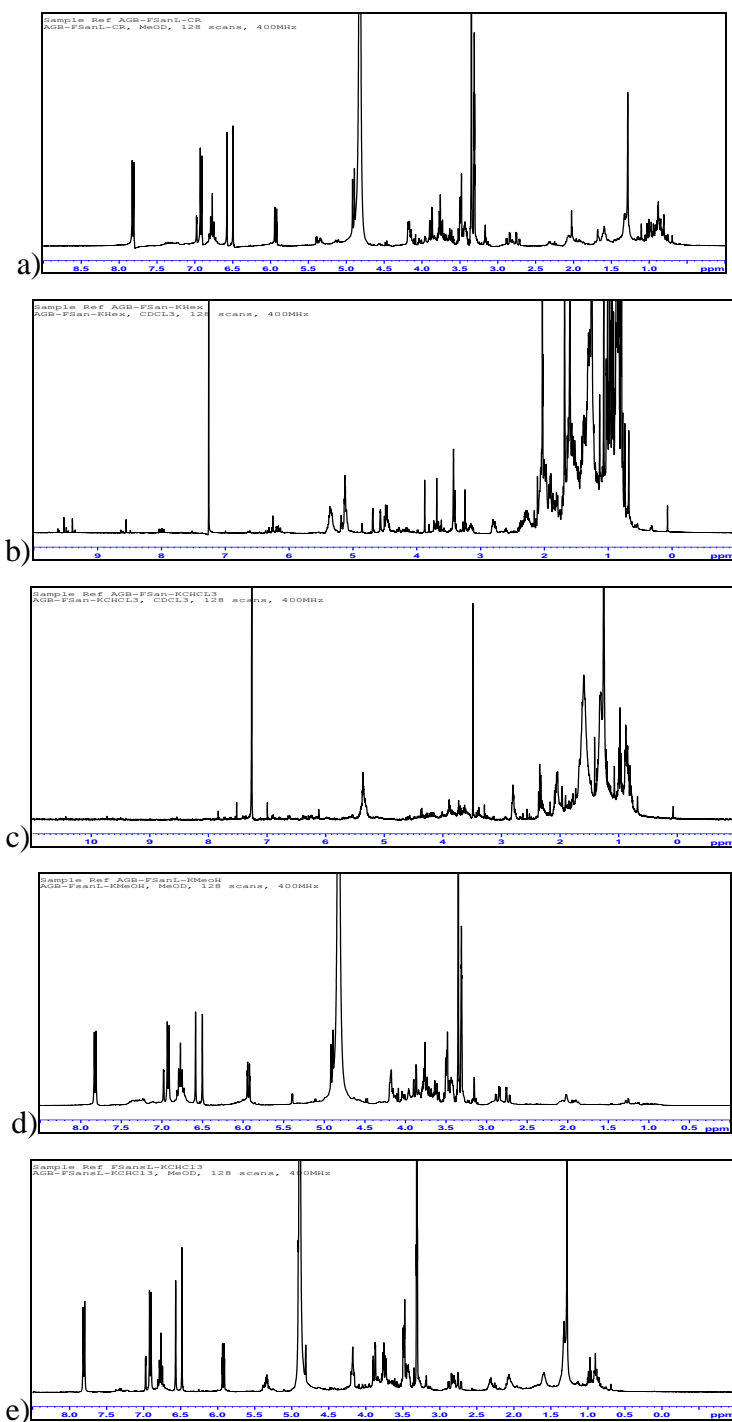 Sample Ref AGB-FSanL-CR
AGB-FSanL-CR, MeOD, 128 scans, 400MHz
8.5 8.0 7.5 7.0 6.5 6.0 5.5 5.0 4.5 4.0 3.5 3.0 2.5 2.0 1.5 1.0 ppm
a)
Sample Ref AGB-FSan-KHex
AGB-FSan-KHex, CDCL3, 128 scans, 400MHz
9 8 7 6 5 4 3 2 1 0 ppm
b)
Sample Ref AGB-FSan-KCHCL3
AGB-FSan-KCHCL3, CDCL3, 128 scans, 400MHz
10 9 8 7 6 5 4 3 2 1 0 ppm
c)
Sample Ref AGB-FSanL-KMeoH
AGB-FsanL-KMeOH, MeOD, 128 scans, 400MHz
8.0 7.5 7.0 6.5 6.0 5.5 5.0 4.5 4.0 3.5 3.0 2.5 2.0 1.5 1.0 0.5 ppm
d)
Sample Ref FSansL-KCHCl3
AGB-FSansL-KCHCl3, MeOD, 128 scans, 400MHz
8.0 7.5 7.0 6.5 6.0 5.5 5.0 4.5 4.0 3.5 3.0 2.5 2.0 1.5 1.0 0.5 ppm
e)